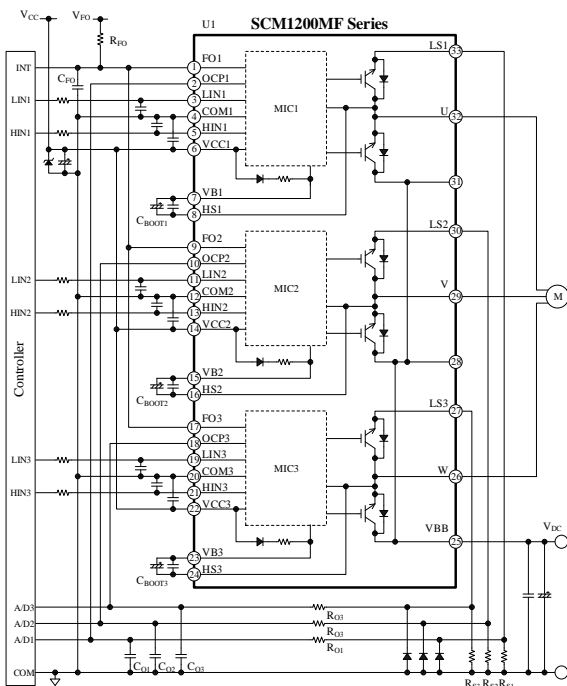 SCM1200MF Series
U1
VCC
VFO
RFO
CFO
Controller
INT
LIN1
HIN1
LIN2
HIN2
LIN3
HIN3
A/D3
A/D2
A/D1
COM
1 FO1
2 OCP1
3 LIN1
4 COM1
5 HIN1
6 VCC1
7 VB1
8 HS1
CBOOT1
MIC1
9 FO2
10 OCP2
11 LIN2
12 COM2
13 HIN2
14 VCC2
15 VB2
16 HS2
CBOOT2
MIC2
17 FO3
18 OCP3
19 LIN3
20 COM3
21 HIN3
22 VCC3
23 VB3
24 HS3
CBOOT3
MIC3
LS1 33
U 32
31
LS2 30
V 29
28
LS3 27
W 26
VBB 25
M
VDC
RO3
RO3
RO1
CO1 CO2 CO3
RS3 RS2 RS1